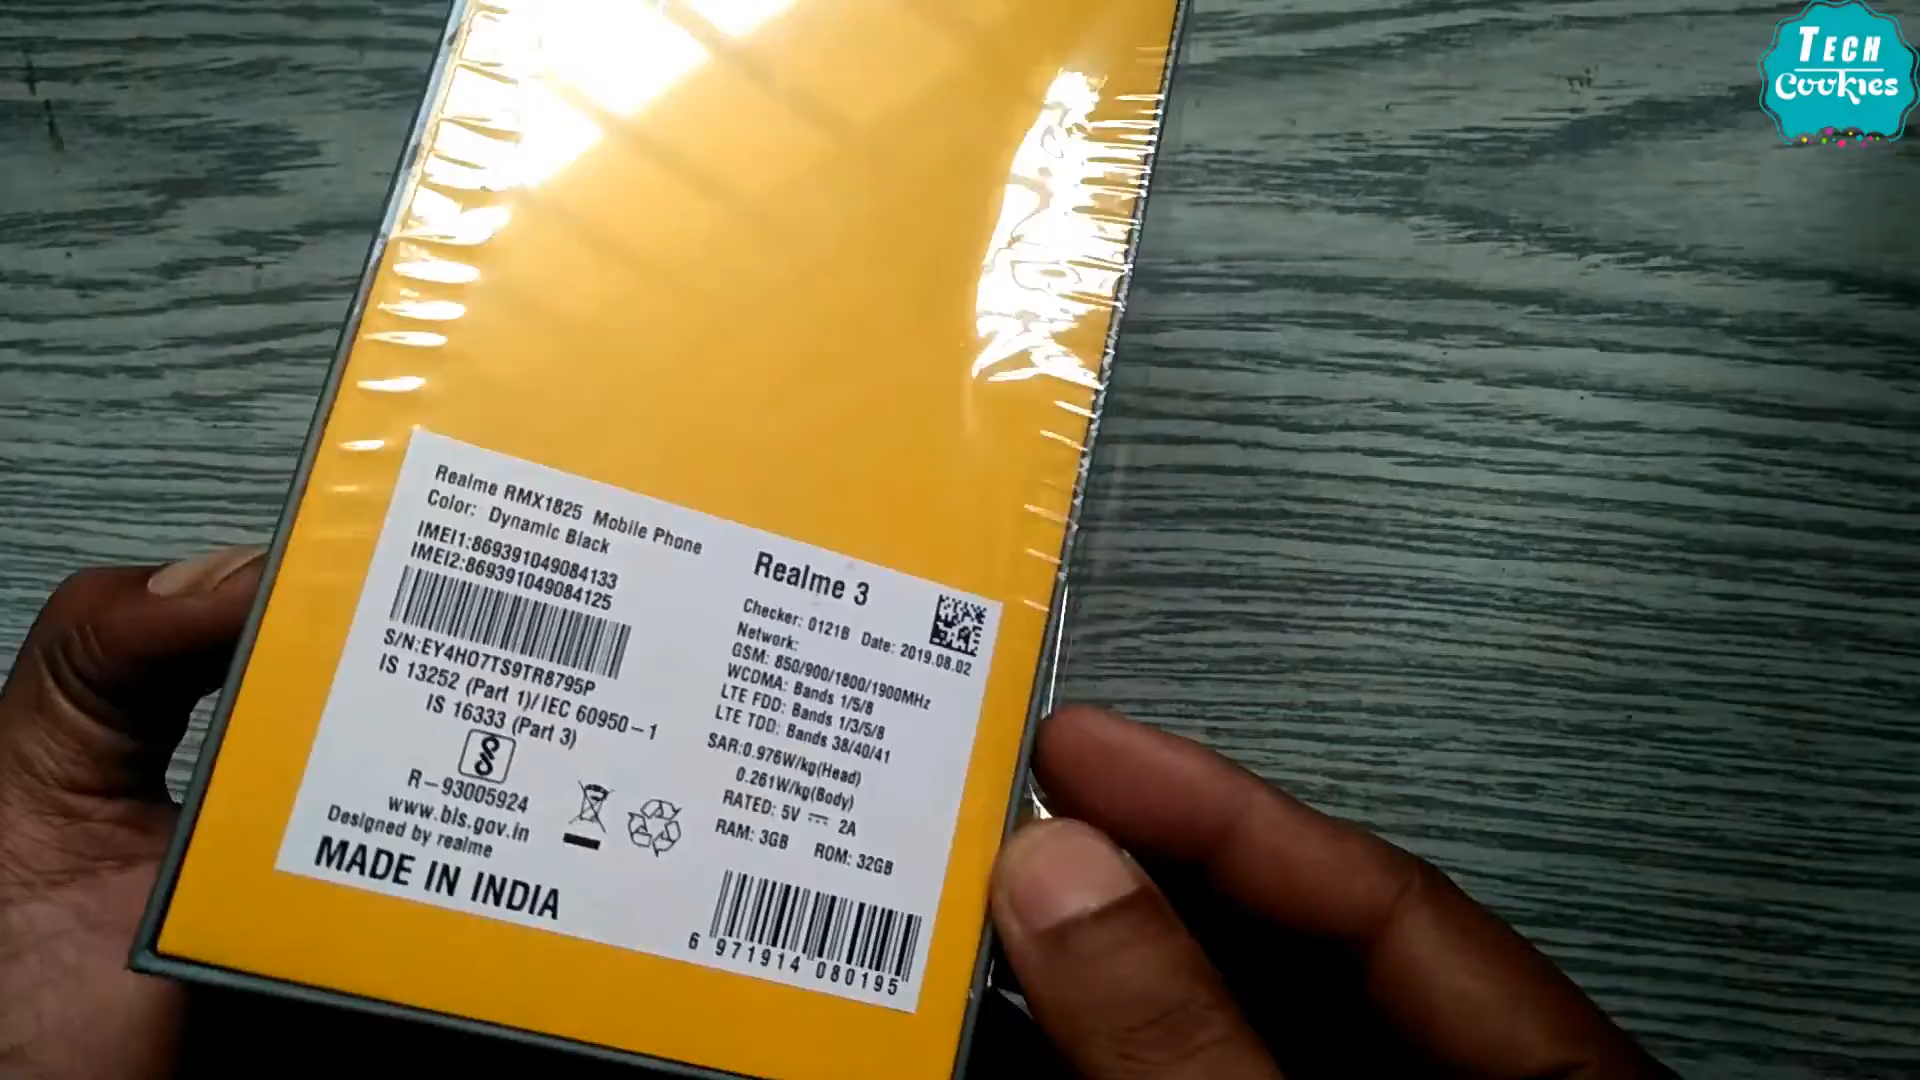 TECH
Cookies
Realme RMX1825 Mobile Phone
Color: Dynamic Black
IMEI1:869391049084133
IMEI2:869391049084125
S/N:EY4HO7TS9TR8795P
IS 13252 (Part 1)/IEC 60950-1
IS 16333 (Part 3)
R-93005924
www.bis.gov.in
Designed by realme
MADE IN INDIA
Realme 3
Checker: 0121B Date: 2019.08.02
Network:
GSM: 850/900/1800/1900MHz
WCDMA: Bands 1/5/8
LTE FDD: Bands 1/3/5/8
LTE TDD: Bands 38/40/41
SAR:0.976W/kg(Head)
0.261W/kg(Body)
RATED: 5V ⎓ 2A
RAM: 3GB ROM: 32GB
6 971914 080195